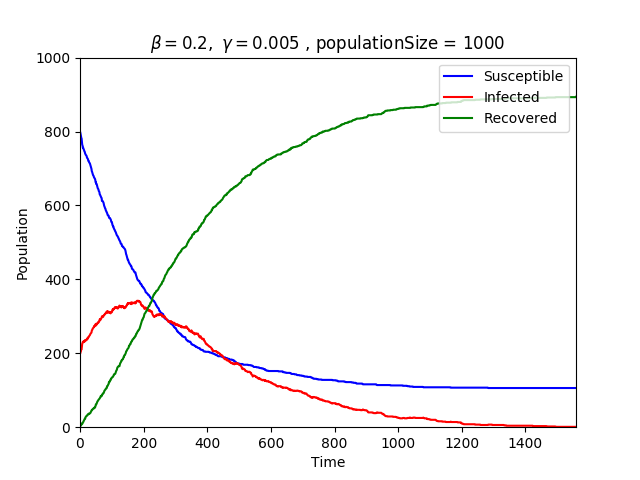 β = 0.2, γ = 0.005 , populationSize = 1000
1000
800
600
400
200
0
Population
Susceptible
Infected
Recovered
0 200 400 600 800 1000 1200 1400
Time